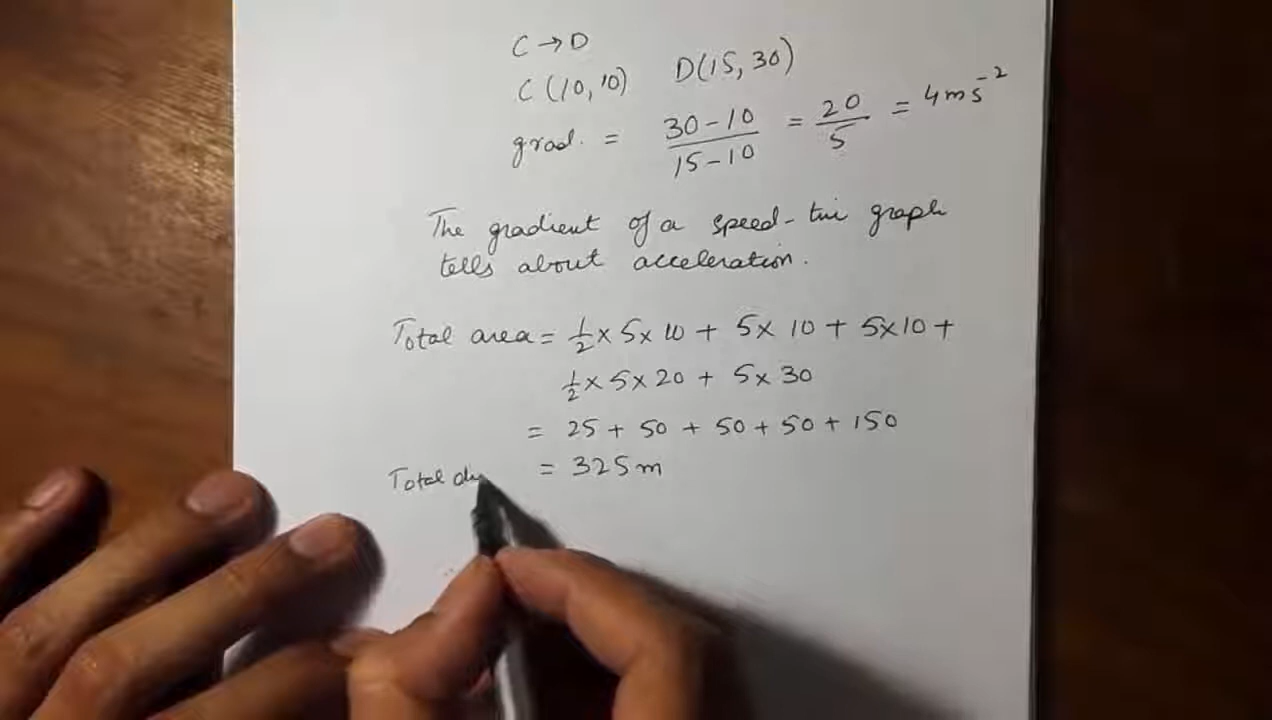 C → D
C (10, 10) D(15, 30)
grad. = 30-10 / 15-10 = 20 / 5 = 4ms⁻²
The gradient of a speed- graph
tells about acceleration.
Total area = 1/2 × 5 × 10 + 5 × 10 + 5 × 10 +
1/2 × 5 × 20 + 5 × 30
= 25 + 50 + 50 + 50 + 150
Total = 325 m